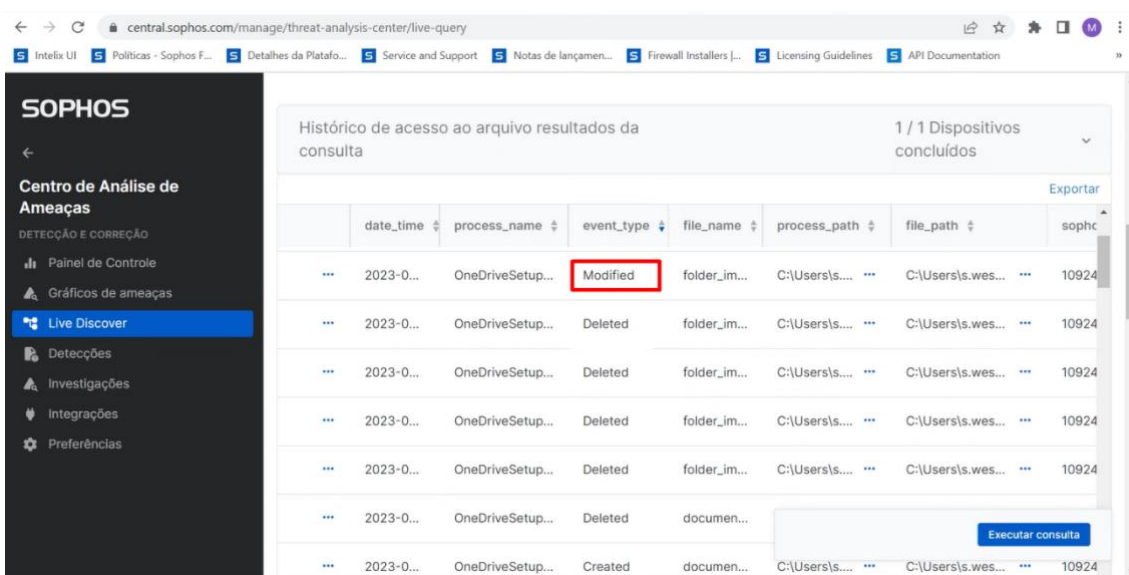 central.sophos.com/manage/threat-analysis-center/live-query
M
Intelix UI Políticas - Sophos F... Detalhes da Platafo... Service and Support Notas de lançamen... Firewall Installers |... Licensing Guidelines API Documentation »
SOPHOS
Centro de Análise de
Ameaças
DETECÇÃO E CORREÇÃO
Painel de Controle
Gráficos de ameaças
Live Discover
Detecções
Investigações
Integrações
Preferências
Histórico de acesso ao arquivo resultados da
consulta
1 / 1 Dispositivos
concluídos
Exportar
date_time process_name event_type file_name process_path file_path sophc
... 2023-0... OneDriveSetup... Modified folder_im... C:\Users\s.... ... C:\Users\s.wes... ... 10924
... 2023-0... OneDriveSetup... Deleted folder_im... C:\Users\s.... ... C:\Users\s.wes... ... 10924
... 2023-0... OneDriveSetup... Deleted folder_im... C:\Users\s.... ... C:\Users\s.wes... ... 10924
... 2023-0... OneDriveSetup... Deleted folder_im... C:\Users\s.... ... C:\Users\s.wes... ... 10924
... 2023-0... OneDriveSetup... Deleted folder_im... C:\Users\s.... ... C:\Users\s.wes... ... 10924
... 2023-0... OneDriveSetup... Deleted documen...
Executar consulta
... 2023-0... OneDriveSetup... Created documen... C:\Users\s.... ... C:\Users\s.wes... ... 10924